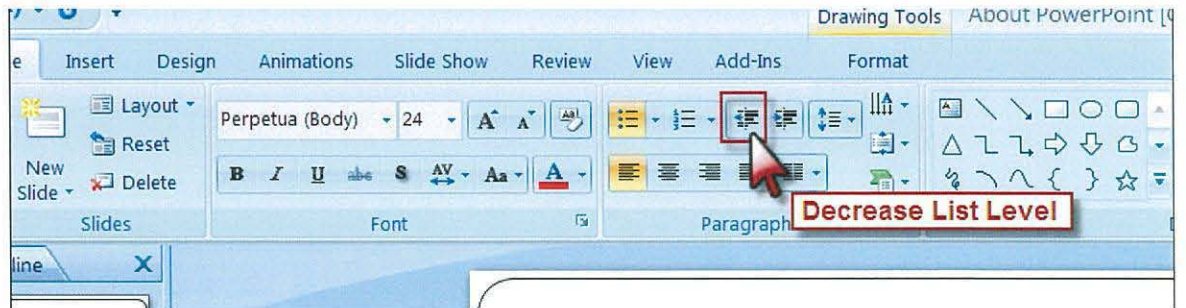 Drawing Tools About PowerPoint
Insert Design Animations Slide Show Review View Add-Ins Format
Layout
Reset
New
Slide
Delete
Perpetua (Body) 24 A A
B I U abc S AV Aa A
Slides Font Paragraph
Decrease List Level
line X